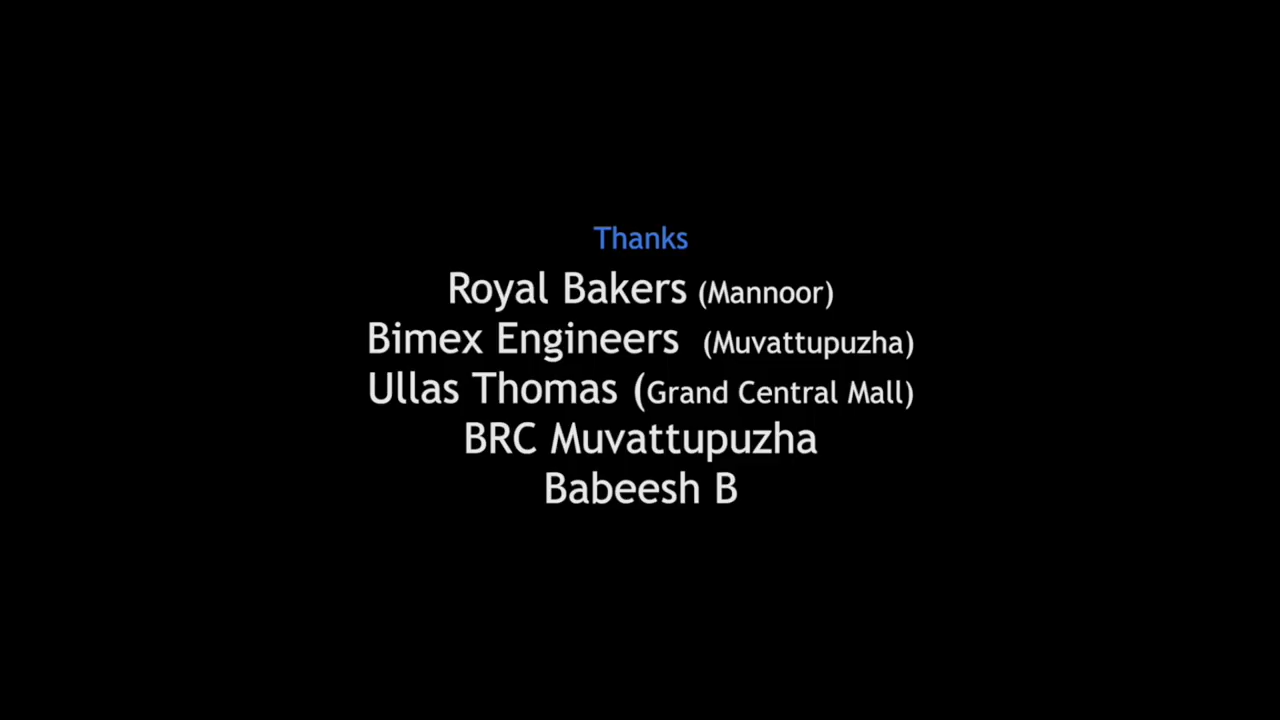 Thanks
Royal Bakers (Mannoor)
Bimex Engineers (Muvattupuzha)
Ullas Thomas (Grand Central Mall)
BRC Muvattupuzha
Babeesh B